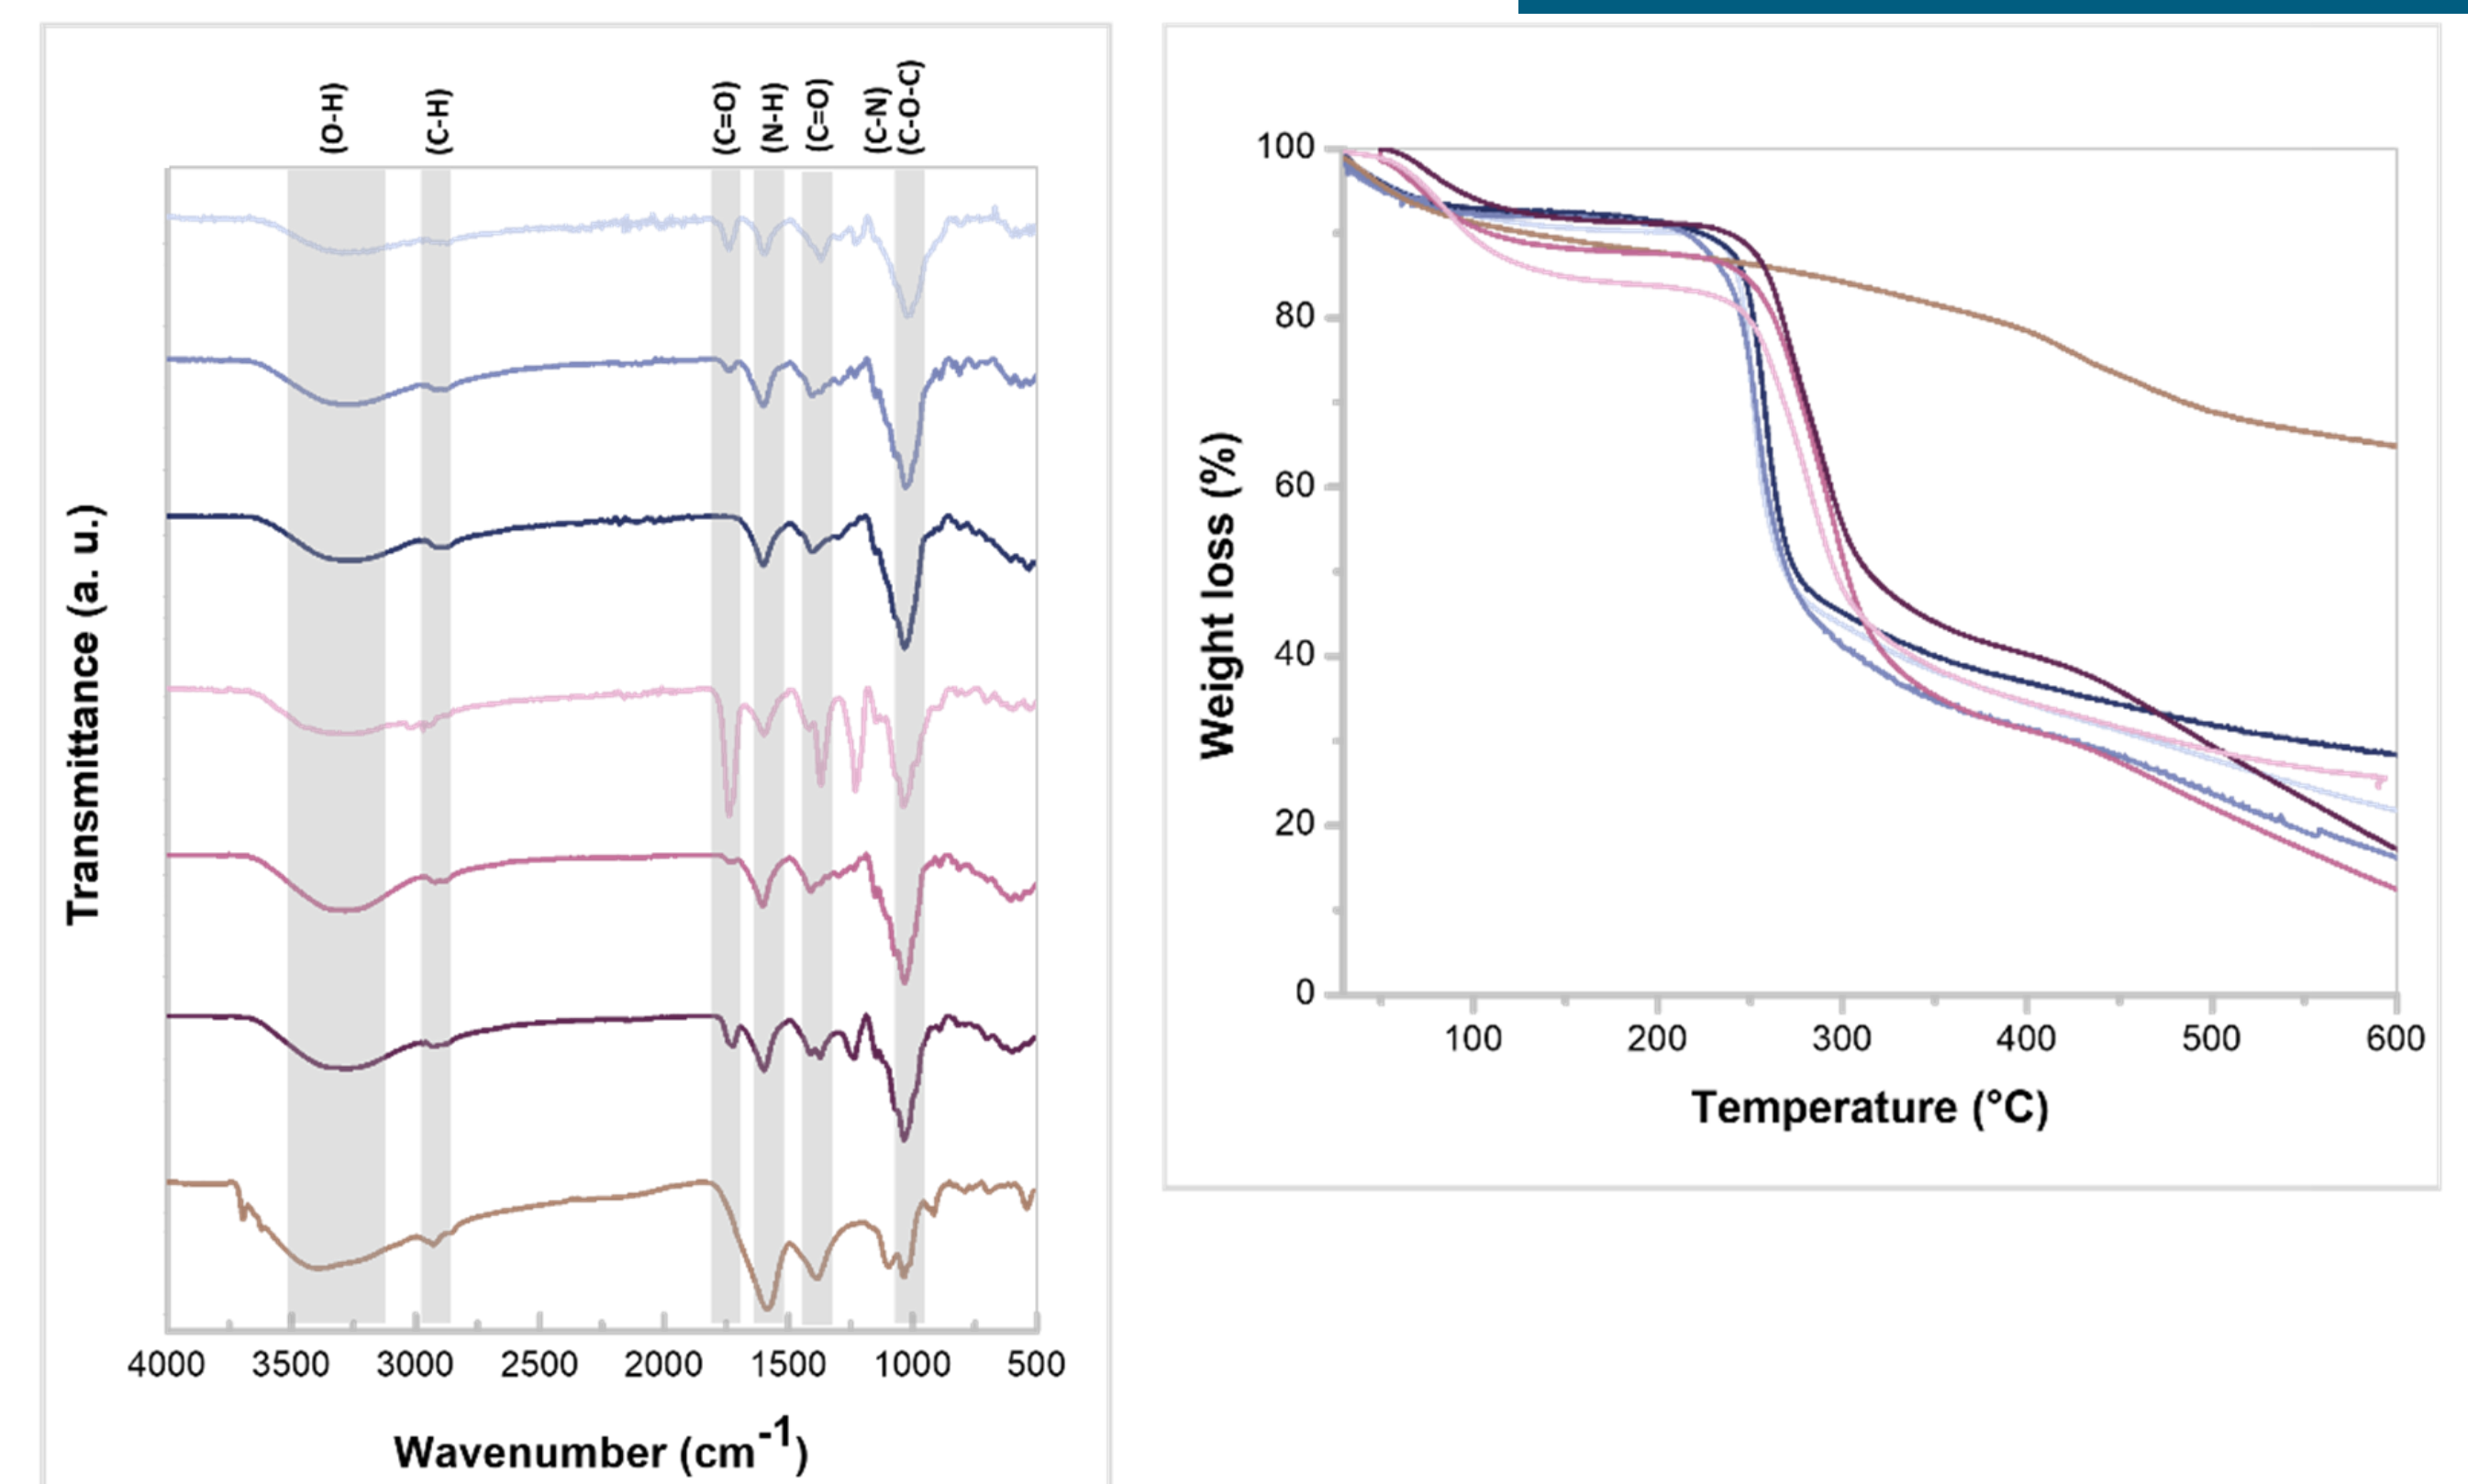 (O-H)
(C-H)
(C=O)
(N-H)
(C=O)
(C-N)
(C-O-C)
Transmittance (a. u.)
4000 3500 3000 2500 2000 1500 1000 500
Wavenumber (cm⁻¹)
Weight loss (%)
100
80
60
40
20
0
100 200 300 400 500 600
Temperature (°C)